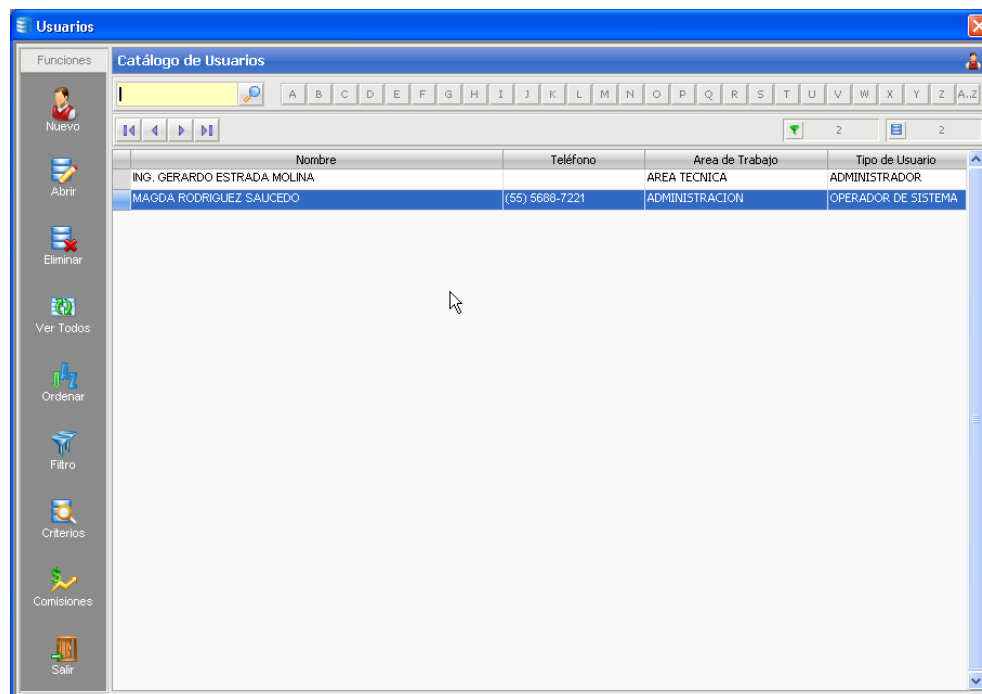 Usuarios
Funciones
Catálogo de Usuarios
A B C D E F G H I J K L M N O P Q R S T U V W X Y Z A..Z
Nuevo
2 2
Nombre Teléfono Area de Trabajo Tipo de Usuario
ING. GERARDO ESTRADA MOLINA AREA TECNICA ADMINISTRADOR
MAGDA RODRIGUEZ SAUCEDO (55) 5688-7221 ADMINISTRACION OPERADOR DE SISTEMA
Abrir
Eliminar
Ver Todos
Ordenar
Filtro
Criterios
Comisiones
Salir